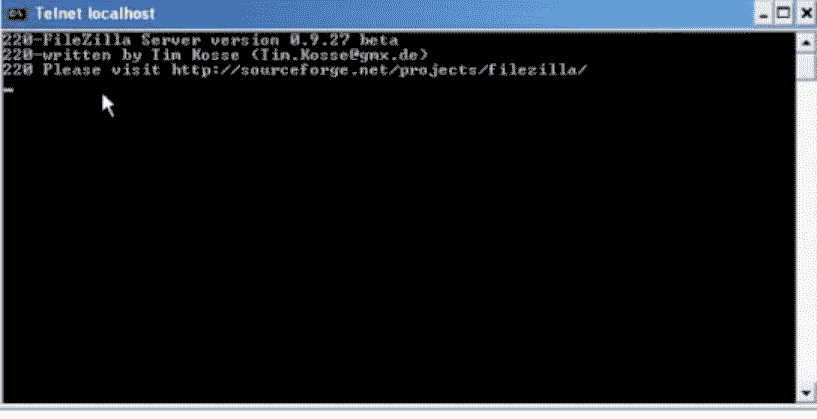 Telnet localhost
220-FileZilla Server version 0.9.27 beta
220-written by Tim Kosse (Tim.Kosse@gmx.de)
220 Please visit http://sourceforge.net/projects/filezilla/